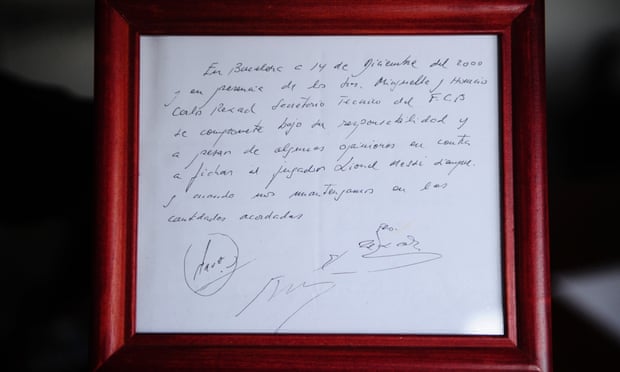 En Barcelona a 14 de Diciembre del 2000
y en presencia de los Sres. Minguella y Horacio
Carlos Rexach Secretario Tecnico del F.C.B
se compromete bajo su responsabilidad y
a pesar de algunas opiniones en contra
a fichar al jugador Lionel Messi siempre
y cuando nos mantengamos en las
cantidades acordadas